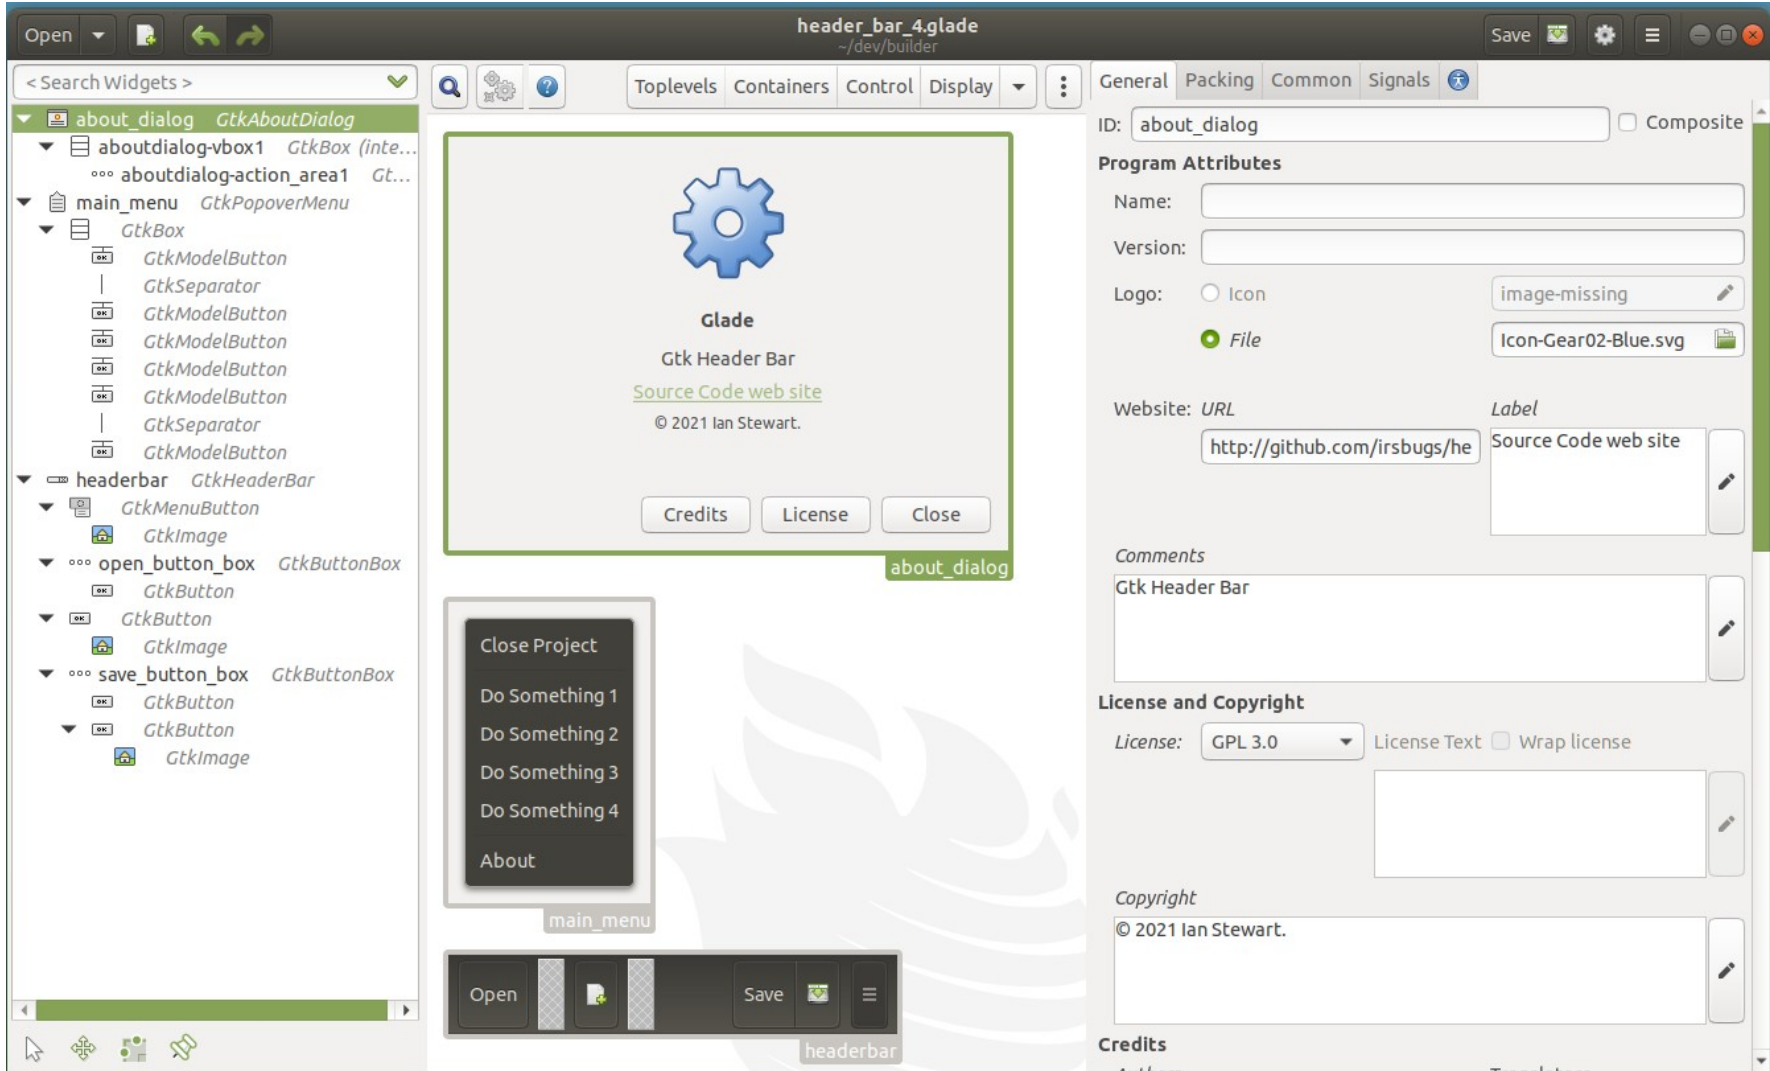 Open
header_bar_4.glade
~/dev/builder
Save
< Search Widgets >
about_dialog GtkAboutDialog
aboutdialog-vbox1 GtkBox (inte...
aboutdialog-action_area1 Gt...
main_menu GtkPopoverMenu
GtkBox
GtkModelButton
GtkSeparator
GtkModelButton
GtkModelButton
GtkModelButton
GtkModelButton
GtkSeparator
GtkModelButton
headerbar GtkHeaderBar
GtkMenuButton
GtkImage
open_button_box GtkButtonBox
GtkButton
GtkButton
GtkImage
save_button_box GtkButtonBox
GtkButton
GtkButton
GtkImage
Toplevels Containers Control Display
Glade
Gtk Header Bar
Source Code web site
© 2021 Ian Stewart.
Credits License Close
about_dialog
Close Project
Do Something 1
Do Something 2
Do Something 3
Do Something 4
About
main_menu
Open Save
headerbar
General Packing Common Signals
ID: about_dialog Composite
Program Attributes
Name:
Version:
Logo: Icon image-missing
File Icon-Gear02-Blue.svg
Website: URL Label
http://github.com/irsbugs/he Source Code web site
Comments
Gtk Header Bar
License and Copyright
License: GPL 3.0 License Text Wrap license
Copyright
© 2021 Ian Stewart.
Credits